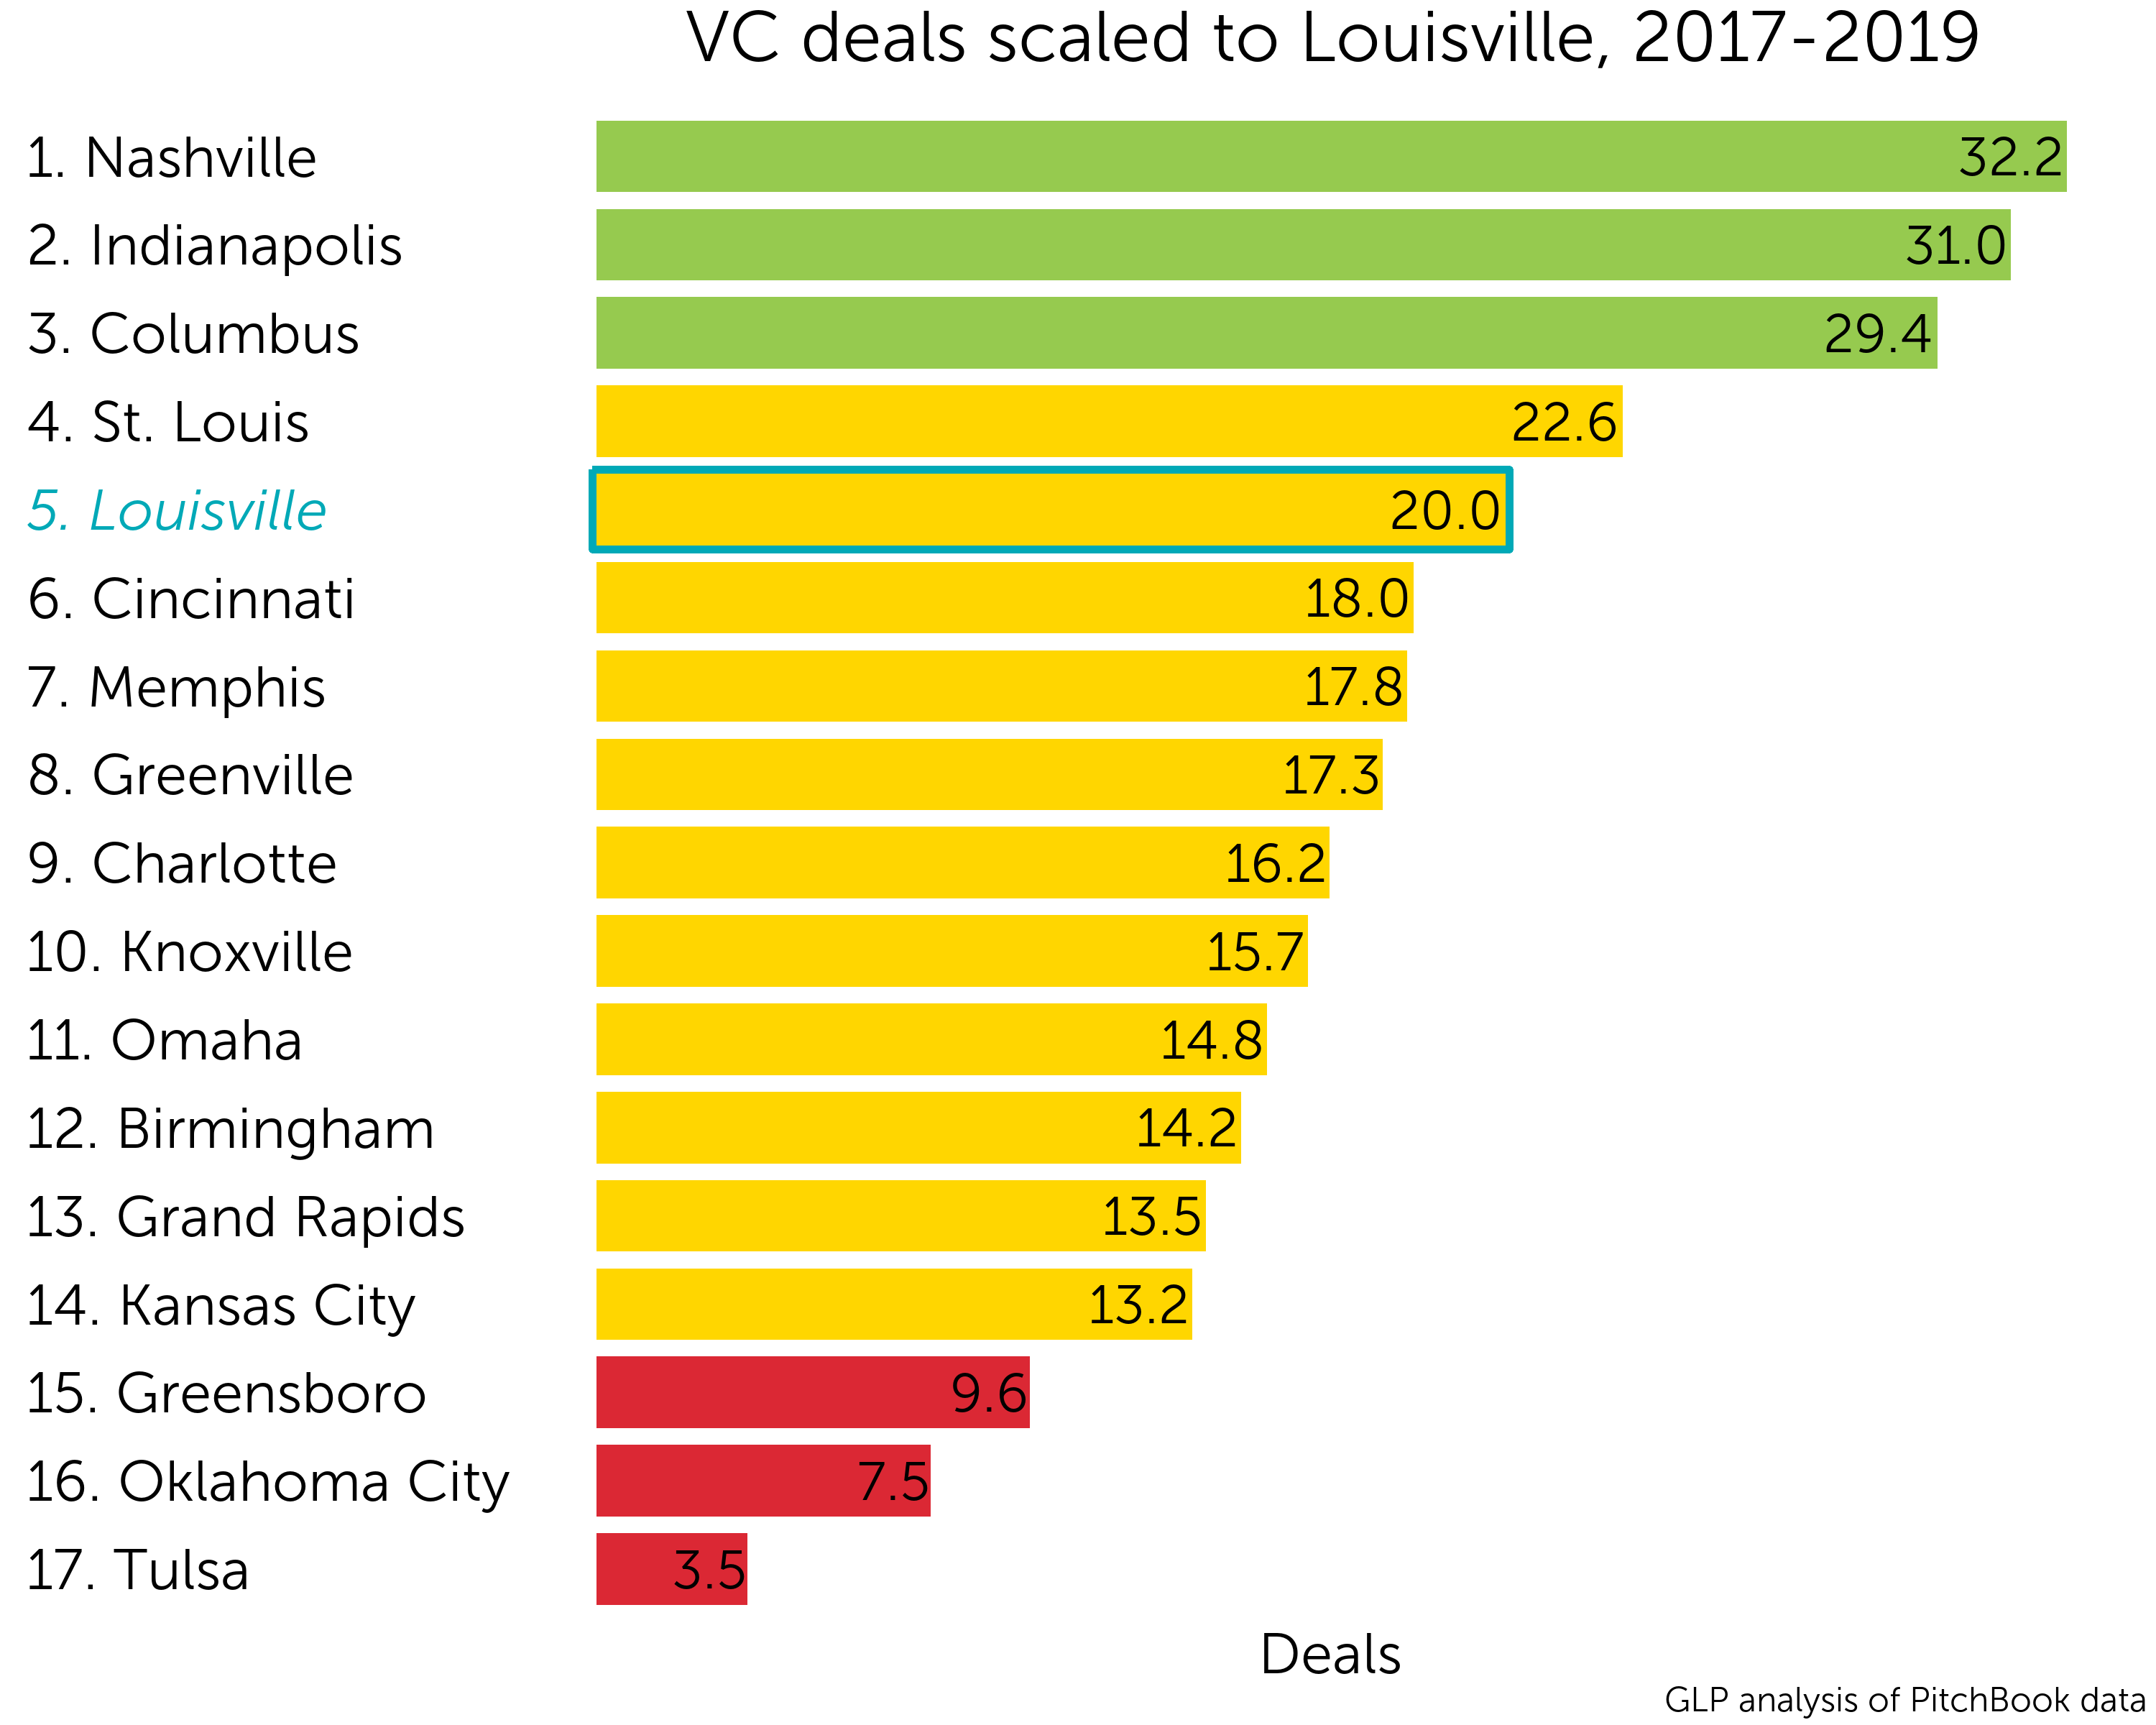 VC deals scaled to Louisville, 2017-2019
1. Nashville 32.2
2. Indianapolis 31.0
3. Columbus 29.4
4. St. Louis 22.6
5. Louisville 20.0
6. Cincinnati 18.0
7. Memphis 17.8
8. Greenville 17.3
9. Charlotte 16.2
10. Knoxville 15.7
11. Omaha 14.8
12. Birmingham 14.2
13. Grand Rapids 13.5
14. Kansas City 13.2
15. Greensboro 9.6
16. Oklahoma City 7.5
17. Tulsa 3.5
Deals
GLP analysis of PitchBook data